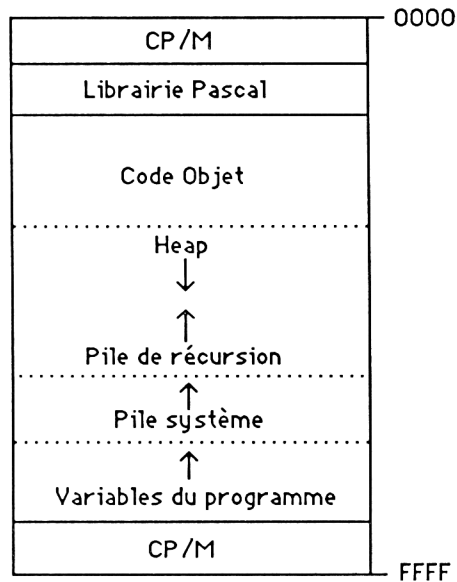 0000
CP/M
Librairie Pascal
Code Objet
Heap
Pile de récursion
Pile système
Variables du programme
CP/M
FFFF